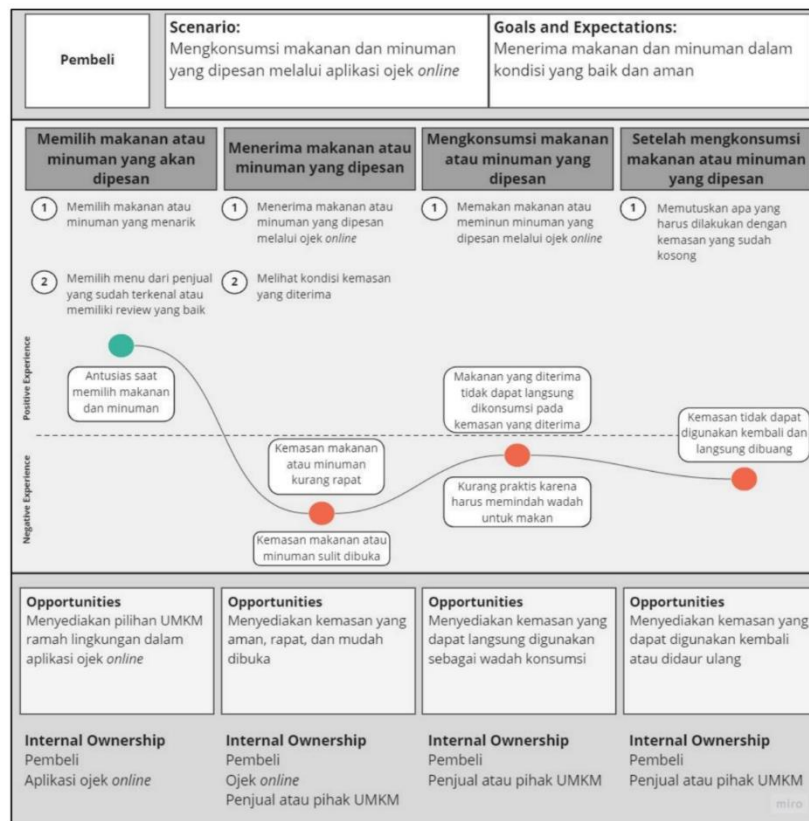 Pembeli
Scenario:
Mengkonsumsi makanan dan minuman
yang dipesan melalui aplikasi ojek online
Goals and Expectations:
Menerima makanan dan minuman dalam
kondisi yang baik dan aman
Memilih makanan atau
minuman yang akan
dipesan
1
Memilih makanan atau
minuman yang menarik
2
Memilih menu dari penjual
yang sudah terkenal atau
memiliki review yang baik
Menerima makanan atau
minuman yang dipesan
1
Menerima makanan atau
minuman yang dipesan
melalui ojek online
2
Melihat kondisi kemasan
yang diterima
Mengkonsumsi makanan
atau minuman yang
dipesan
1
Memakan makanan atau
meminun minuman yang
dipesan melalui ojek online
Setelah mengkonsumsi
makanan atau minuman
yang dipesan
1
Memutuskan apa yang
harus dilakukan dengan
kemasan yang sudah
kosong
Positive Experience
Negative Experience
Antusias saat
memilih makanan
dan minuman
Kemasan makanan
atau minuman
kurang rapat
Kemasan makanan atau
minuman sulit dibuka
Makanan yang diterima
tidak dapat langsung
dikonsumsi pada
kemasan yang diterima
Kurang praktis karena
harus memindah wadah
untuk makan
Kemasan tidak dapat
digunakan kembali dan
langsung dibuang
Opportunities
Menyediakan pilihan UMKM
ramah lingkungan dalam
aplikasi ojek online
Opportunities
Menyediakan kemasan yang
aman, rapat, dan mudah
dibuka
Opportunities
Menyediakan kemasan yang
dapat langsung digunakan
sebagai wadah konsumsi
Opportunities
Menyediakan kemasan yang
dapat digunakan kembali
atau didaur ulang
Internal Ownership
Pembeli
Aplikasi ojek online
Internal Ownership
Pembeli
Ojek online
Penjual atau pihak UMKM
Internal Ownership
Pembeli
Penjual atau pihak UMKM
Internal Ownership
Pembeli
Penjual atau pihak UMKM
miro